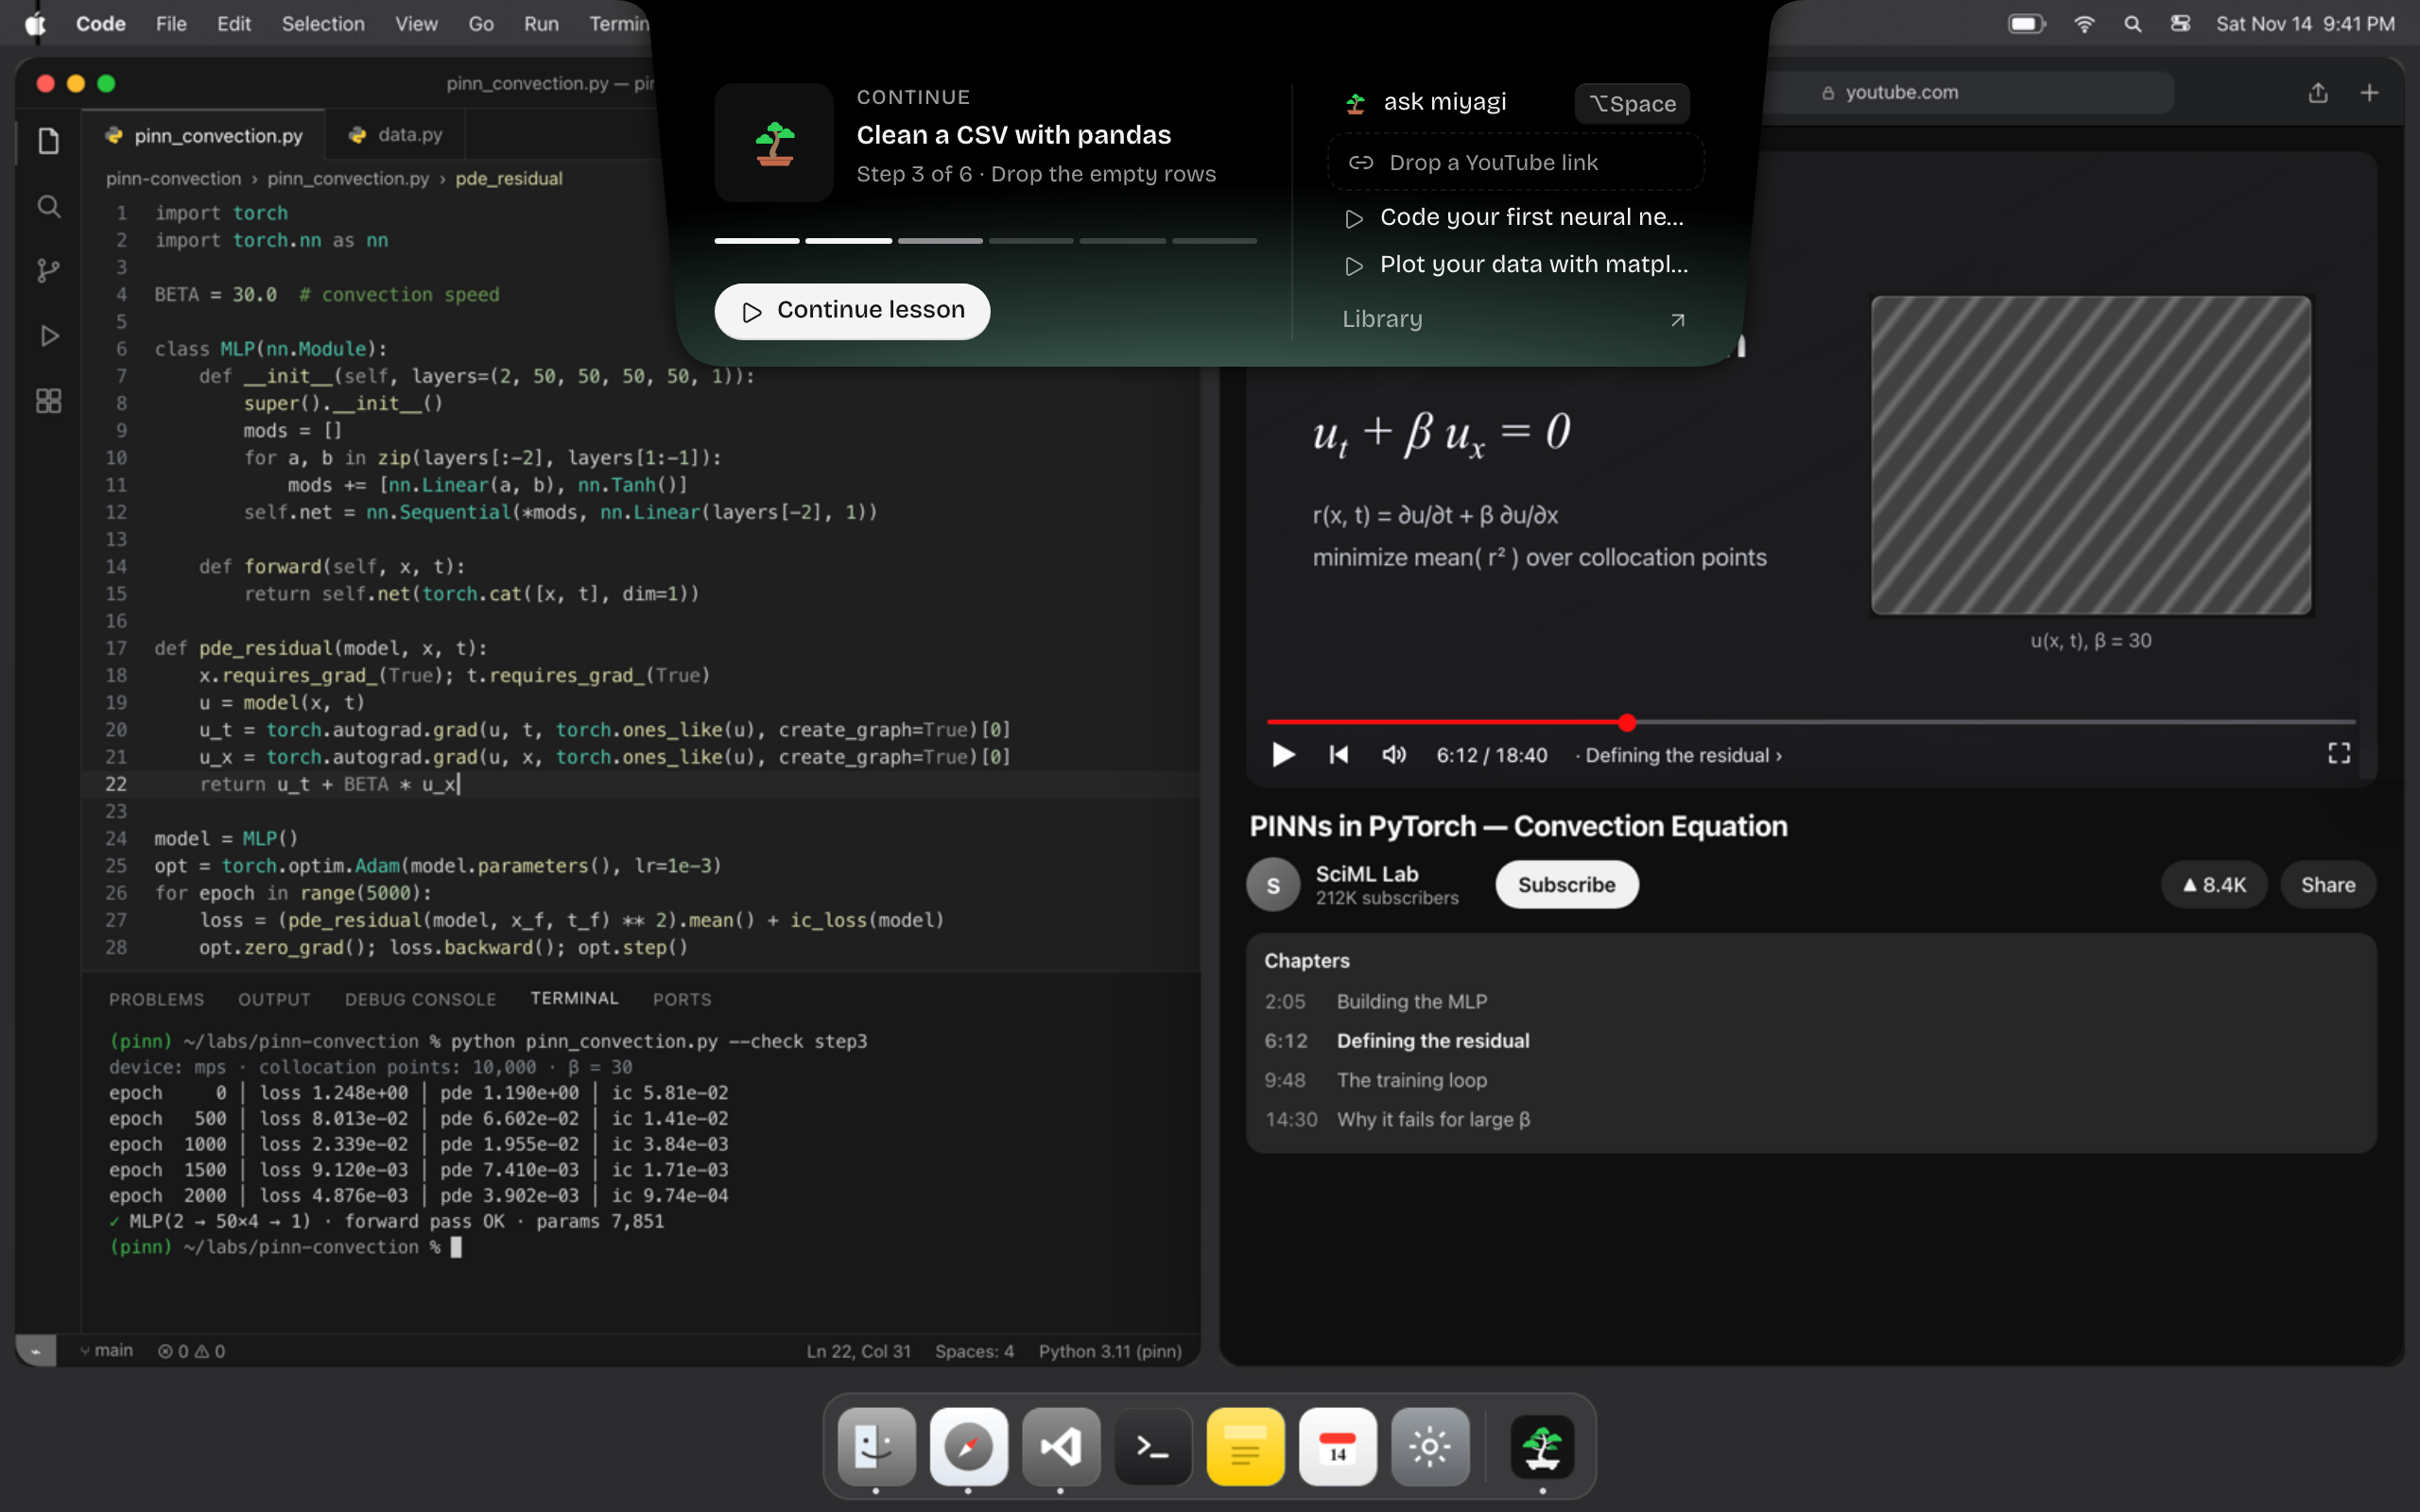 Code File Edit Selection View Go Run Termin
Sat Nov 14 9:41 PM
CONTINUE
Clean a CSV with pandas
Step 3 of 6 · Drop the empty rows
Continue lesson
ask miyagi ⌥Space
Drop a YouTube link
Code your first neural ne...
Plot your data with matpl...
Library
pinn_convection.py — pin
pinn_convection.py data.py
pinn-convection › pinn_convection.py › pde_residual
1 import torch
2 import torch.nn as nn
3
4 BETA = 30.0 # convection speed
5
6 class MLP(nn.Module):
7 def __init__(self, layers=(2, 50, 50, 50, 50, 1)):
8 super().__init__()
9 mods = []
10 for a, b in zip(layers[:-2], layers[1:-1]):
11 mods += [nn.Linear(a, b), nn.Tanh()]
12 self.net = nn.Sequential(*mods, nn.Linear(layers[-2], 1))
13
14 def forward(self, x, t):
15 return self.net(torch.cat([x, t], dim=1))
16
17 def pde_residual(model, x, t):
18 x.requires_grad_(True); t.requires_grad_(True)
19 u = model(x, t)
20 u_t = torch.autograd.grad(u, t, torch.ones_like(u), create_graph=True)[0]
21 u_x = torch.autograd.grad(u, x, torch.ones_like(u), create_graph=True)[0]
22 return u_t + BETA * u_x
23
24 model = MLP()
25 opt = torch.optim.Adam(model.parameters(), lr=1e-3)
26 for epoch in range(5000):
27 loss = (pde_residual(model, x_f, t_f) ** 2).mean() + ic_loss(model)
28 opt.zero_grad(); loss.backward(); opt.step()
PROBLEMS OUTPUT DEBUG CONSOLE TERMINAL PORTS
(pinn) ~/labs/pinn-convection % python pinn_convection.py --check step3
device: mps · collocation points: 10,000 · β = 30
epoch 0 | loss 1.248e+00 | pde 1.190e+00 | ic 5.81e-02
epoch 500 | loss 8.013e-02 | pde 6.602e-02 | ic 1.41e-02
epoch 1000 | loss 2.339e-02 | pde 1.955e-02 | ic 3.84e-03
epoch 1500 | loss 9.120e-03 | pde 7.410e-03 | ic 1.71e-03
epoch 2000 | loss 4.876e-03 | pde 3.902e-03 | ic 9.74e-04
✓ MLP(2 → 50×4 → 1) · forward pass OK · params 7,851
(pinn) ~/labs/pinn-convection %
main 0 0 Ln 22, Col 31 Spaces: 4 Python 3.11 (pinn)
youtube.com
u_t + β u_x = 0
r(x, t) = ∂u/∂t + β ∂u/∂x
minimize mean( r² ) over collocation points
u(x, t), β = 30
6:12 / 18:40 · Defining the residual ›
PINNs in PyTorch — Convection Equation
S
SciML Lab
212K subscribers
Subscribe
▲ 8.4K
Share
Chapters
2:05 Building the MLP
6:12 Defining the residual
9:48 The training loop
14:30 Why it fails for large β
14